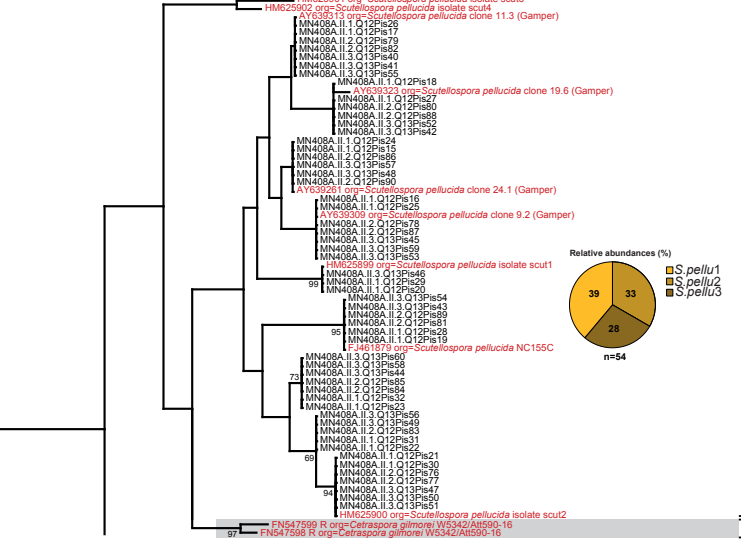 HM625902 org=Scutellospora pellucida isolate scut4
AY639313 org=Scutellospora pellucida clone 11.3 (Gamper)
MN408A.II.1.Q12Pis26
MN408A.II.1.Q12Pis17
MN408A.II.2.Q12Pis79
MN408A.II.2.Q12Pis82
MN408A.II.3.Q13Pis40
MN408A.II.3.Q13Pis41
MN408A.II.3.Q13Pis55
MN408A.II.1.Q12Pis18
AY639323 org=Scutellospora pellucida clone 19.6 (Gamper)
MN408A.II.1.Q12Pis27
MN408A.II.2.Q12Pis80
MN408A.II.2.Q12Pis88
MN408A.II.3.Q13Pis52
MN408A.II.3.Q13Pis42
MN408A.II.1.Q12Pis24
MN408A.II.1.Q12Pis15
MN408A.II.2.Q12Pis86
MN408A.II.3.Q13Pis57
MN408A.II.3.Q13Pis48
MN408A.II.2.Q12Pis90
AY639261 org=Scutellospora pellucida clone 24.1 (Gamper)
MN408A.II.1.Q12Pis16
MN408A.II.1.Q12Pis25
AY639309 org=Scutellospora pellucida clone 9.2 (Gamper)
MN408A.II.2.Q12Pis78
MN408A.II.2.Q12Pis87
MN408A.II.3.Q13Pis45
MN408A.II.3.Q13Pis59
MN408A.II.3.Q13Pis53
HM625899 org=Scutellospora pellucida isolate scut1
MN408A.II.3.Q13Pis46
99
MN408A.II.1.Q12Pis29
MN408A.II.1.Q12Pis20
MN408A.II.3.Q13Pis54
MN408A.II.3.Q13Pis43
MN408A.II.2.Q12Pis89
MN408A.II.2.Q12Pis81
95
MN408A.II.1.Q12Pis28
MN408A.II.1.Q12Pis19
FJ461879 org=Scutellospora pellucida NC155C
MN408A.II.3.Q13Pis60
MN408A.II.3.Q13Pis58
MN408A.II.3.Q13Pis44
73
MN408A.II.2.Q12Pis85
MN408A.II.2.Q12Pis84
MN408A.II.1.Q12Pis32
MN408A.II.1.Q12Pis23
MN408A.II.3.Q13Pis56
MN408A.II.3.Q13Pis49
MN408A.II.2.Q12Pis83
MN408A.II.1.Q12Pis31
MN408A.II.1.Q12Pis22
69
MN408A.II.1.Q12Pis21
MN408A.II.1.Q12Pis30
MN408A.II.2.Q12Pis76
MN408A.II.2.Q12Pis77
MN408A.II.3.Q13Pis47
94
MN408A.II.3.Q13Pis50
MN408A.II.3.Q13Pis51
HM625900 org=Scutellospora pellucida isolate scut2
FN547599 R org=Cetraspora gilmorei W5342/Att590-16
97
FN547598 R org=Cetraspora gilmorei W5342/Att590-16
Relative abundances (%)
S.pellu1
S.pellu2
S.pellu3
39
33
28
n=54